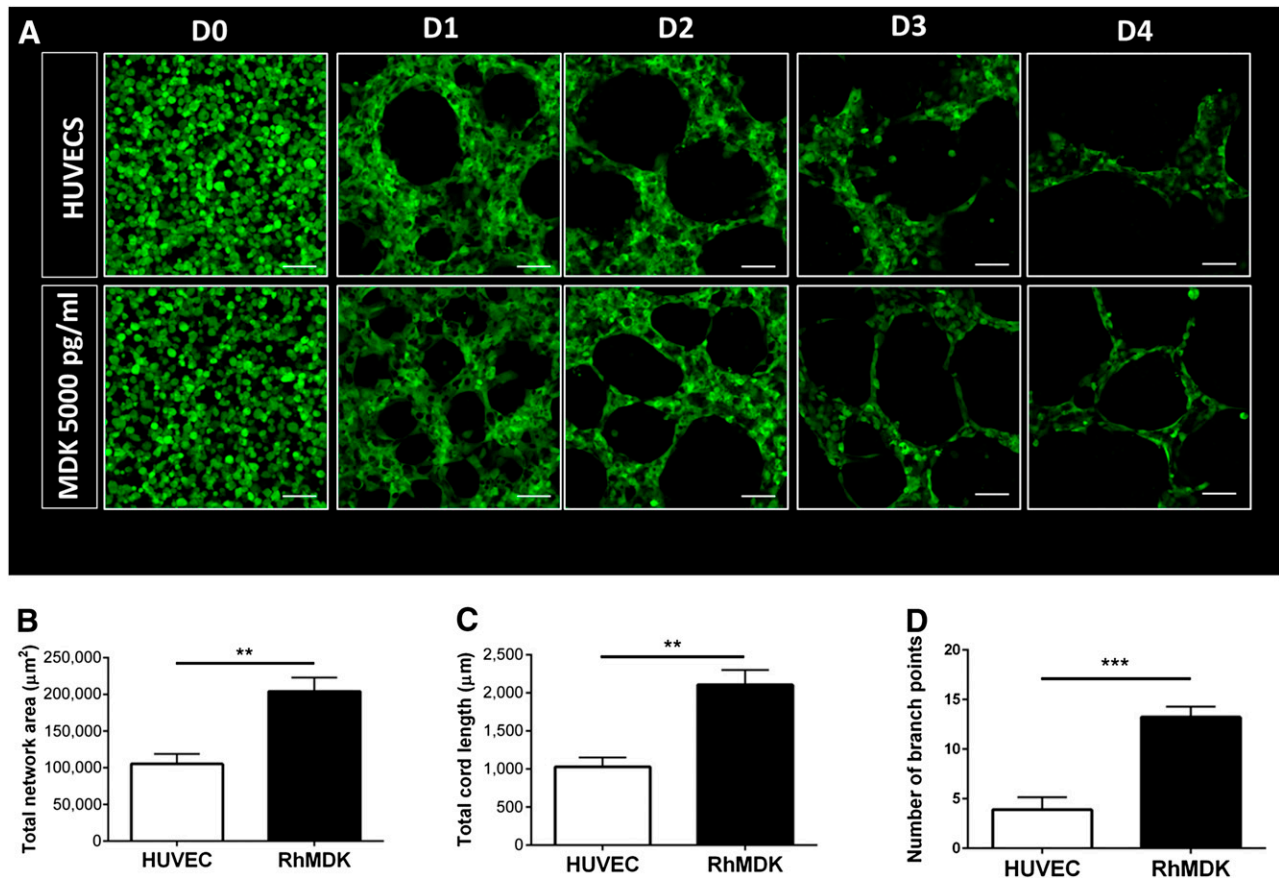 A
D0 D1 D2 D3 D4
HUVECS
MDK 5000 pg/ml
B
Total network area (μm²)
250,000
200,000
150,000
100,000
50,000
0
**
HUVEC RhMDK
C
Total cord length (μm)
2,500
2,000
1,500
1,000
500
0
**
HUVEC RhMDK
D
Number of branch points
20
15
10
5
0
***
HUVEC RhMDK